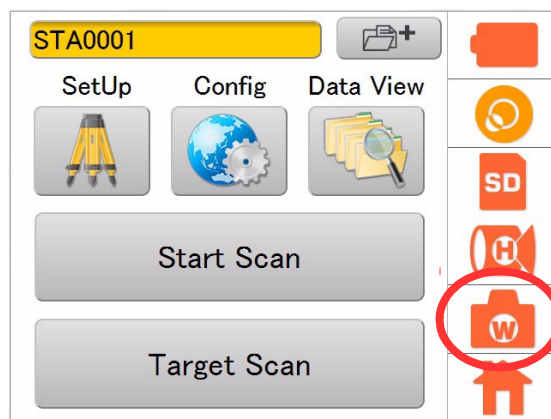 STA0001
SetUp Config Data View
SD
H
Start Scan
W
Target Scan